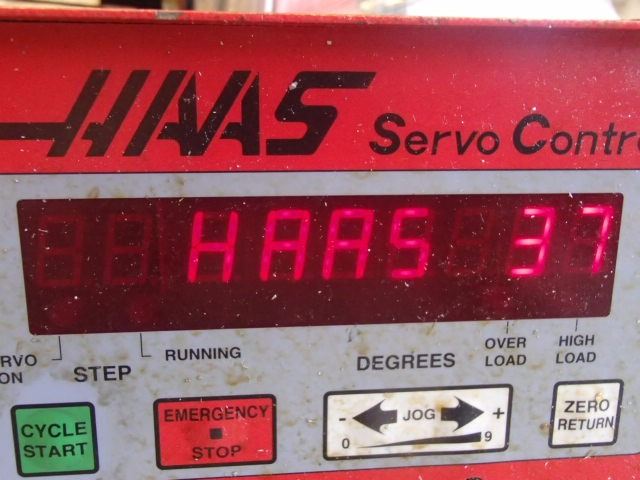 HAAS Servo Contro
HAAS 37
RVO ON
STEP
RUNNING
DEGREES
OVER LOAD
HIGH LOAD
CYCLE START
EMERGENCY STOP
- JOG +
0 9
ZERO RETURN